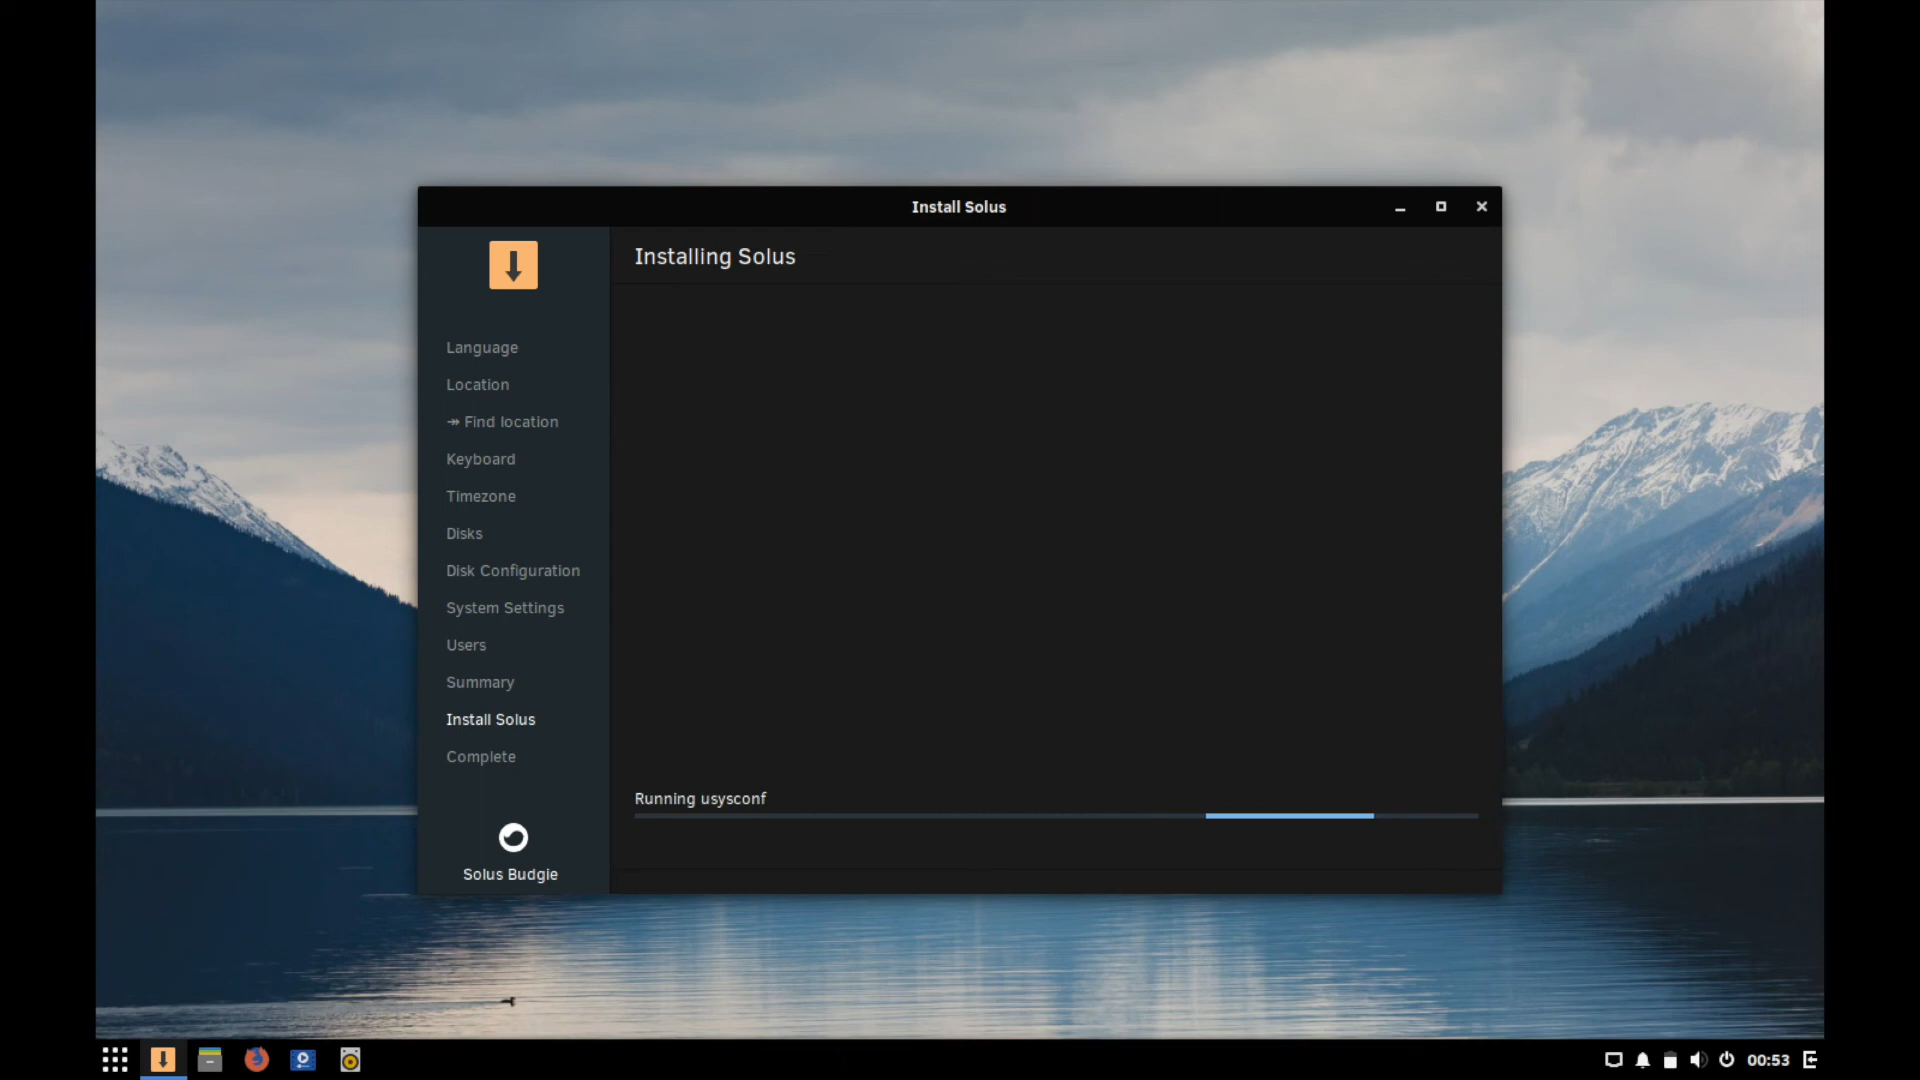 Install Solus
Installing Solus
Language
Location
↠ Find location
Keyboard
Timezone
Disks
Disk Configuration
System Settings
Users
Summary
Install Solus
Complete
Running usysconf
Solus Budgie
00:53